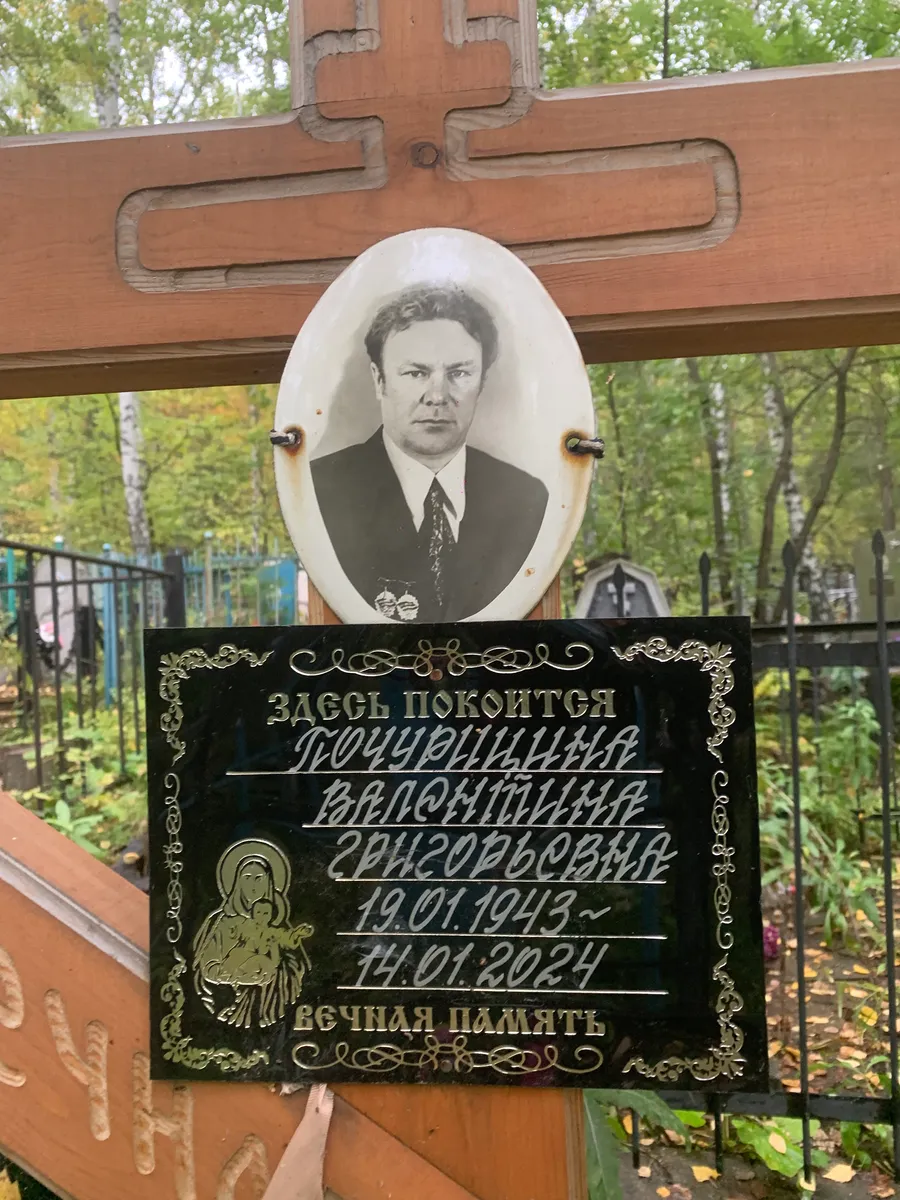 ЗДЕСЬ ПОКОИТСЯ
ПОЧУРИЦИНА
ВАЛЕНТИНА
ГРИГОРЬЕВНА
19.01.1943~
14.01.2024
ВЕЧНАЯ ПАМЯТЬ